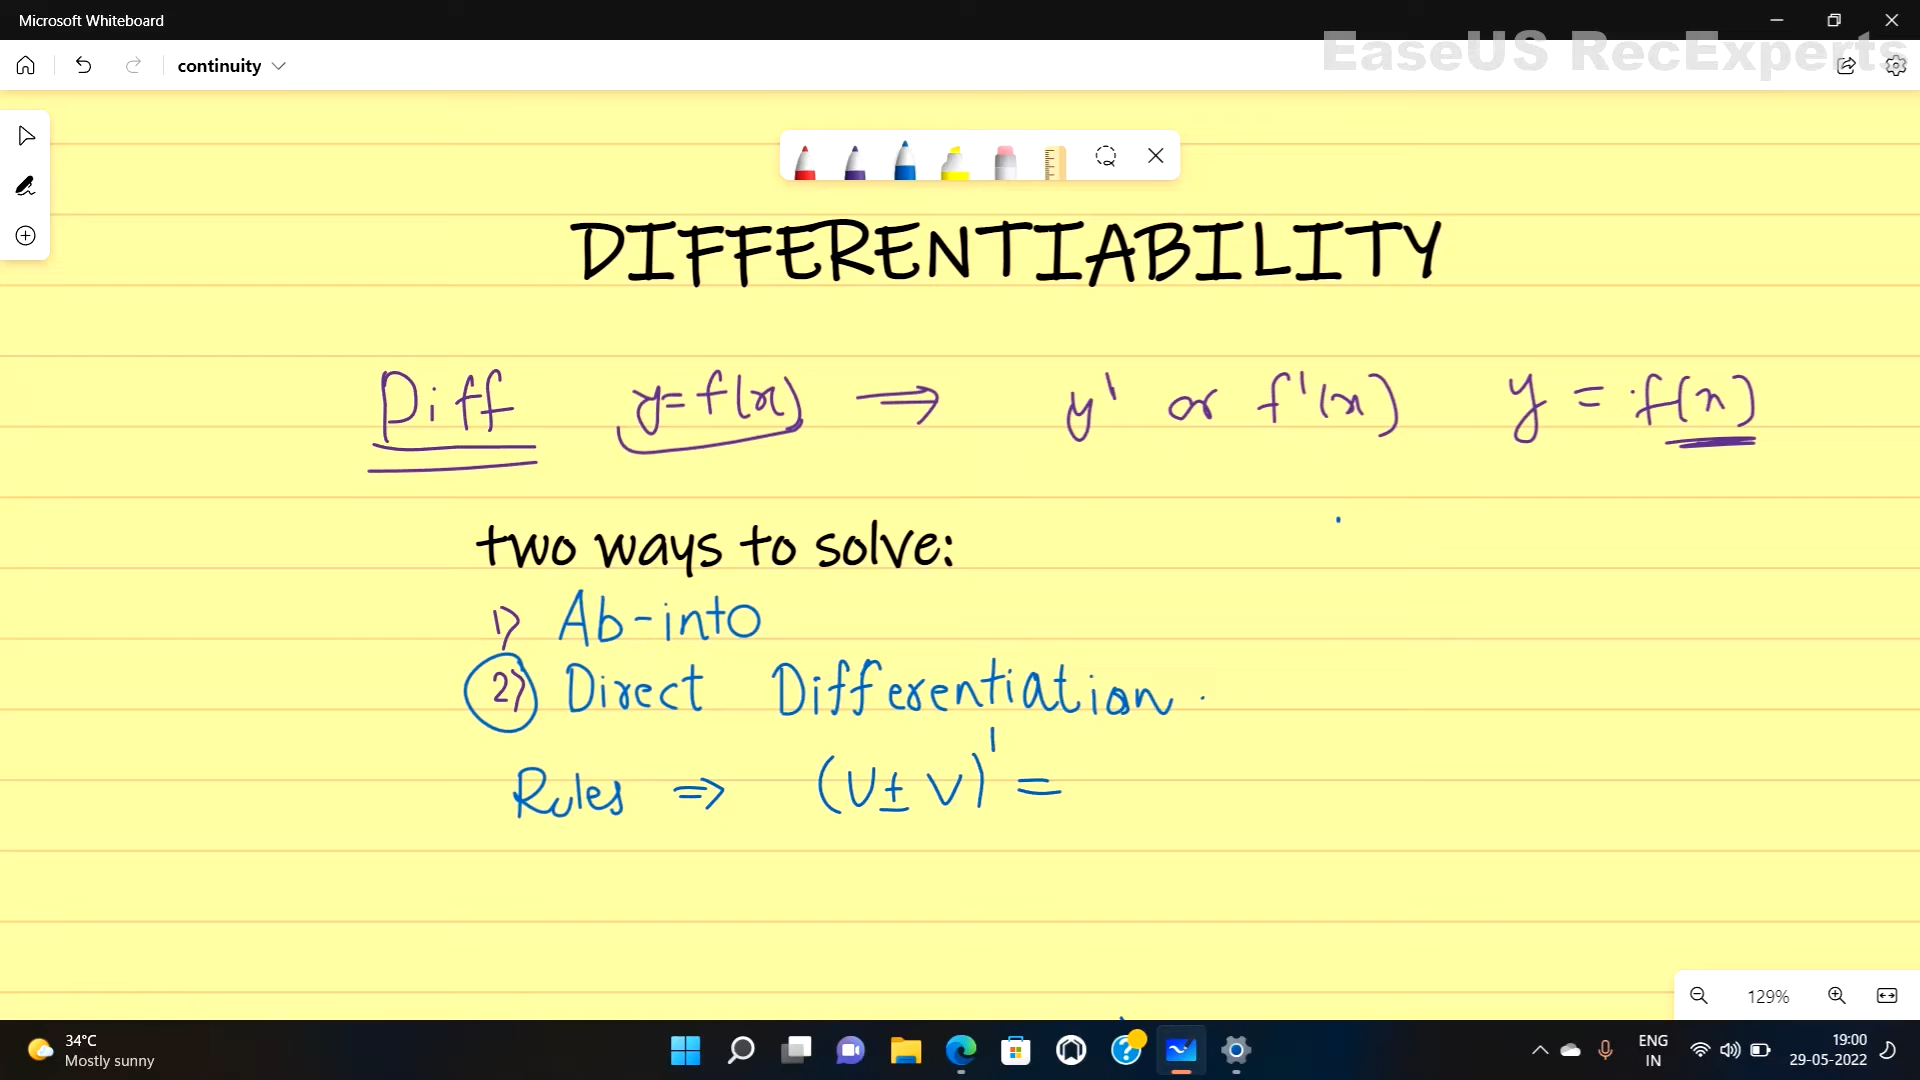 Microsoft Whiteboard
EaseUS RecExperts
continuity
DIFFERENTIABILITY
Diff y=f(x) ⇒ y' or f'(x) y = f(x)
two ways to solve:
1) Ab-into
2) Direct Differentiation.
Rules ⇒ (U ± V)' =
129%
34°C
Mostly sunny
ENG
IN
19:00
29-05-2022